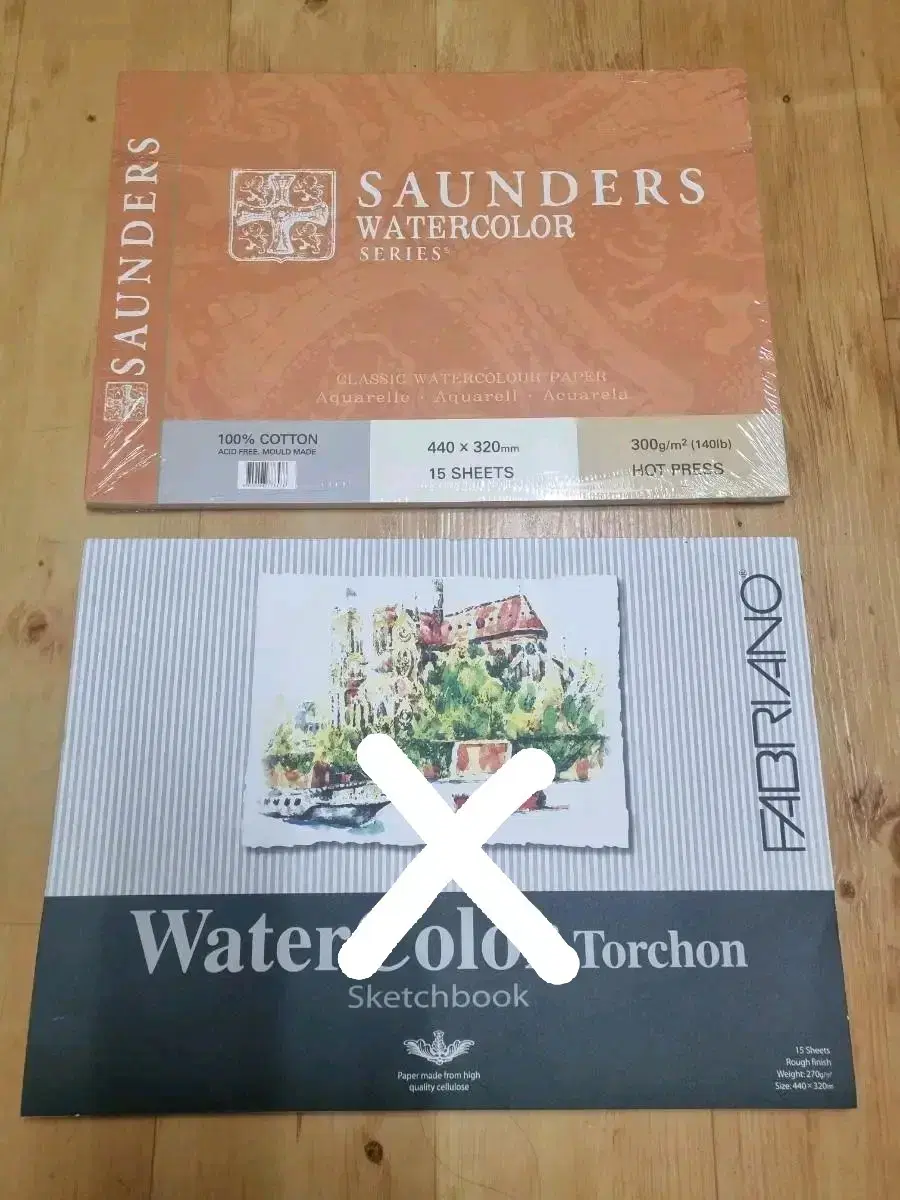 SAUNDERS
SAUNDERS
WATERCOLOR
SERIES
CLASSIC WATERCOLOUR PAPER
Aquarelle · Aquarell · Acuarela
100% COTTON
ACID FREE. MOULD MADE
440 × 320mm
15 SHEETS
300g/m² (140lb)
HOT PRESS
FABRIANO®
WaterColor Torchon
Sketchbook
Paper made from high
quality cellulose
15 Sheets
Rough finish
Weight: 270g/m²
Size: 440×320mm